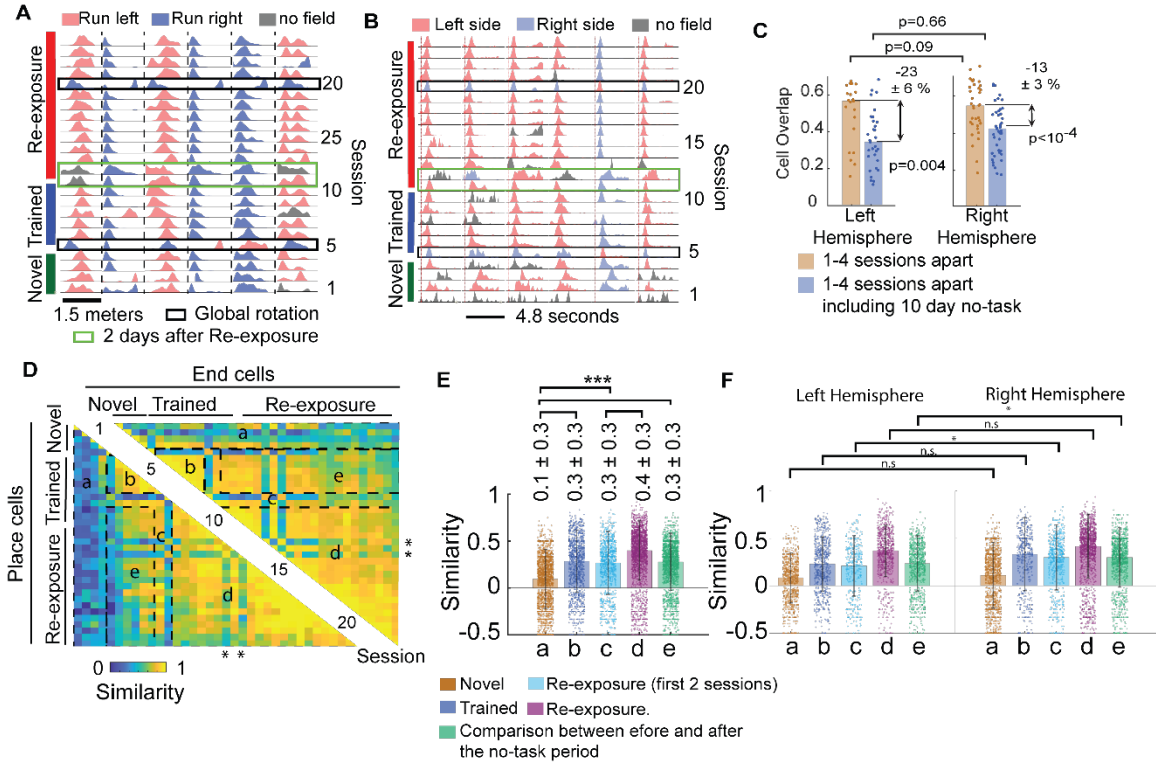 A
Run left
Run right
no field
Re-exposure
Trained
Novel
20
25
10
5
1
Session
1.5 meters
Global rotation
2 days after Re-exposure
B
Left side
Right side
no field
Re-exposure
Trained
Novel
20
15
10
5
1
Session
4.8 seconds
C
p=0.66
p=0.09
-23
± 6 %
-13
± 3 %
p<10⁻⁴
p=0.004
Cell Overlap
0.6
0.4
0.2
0
Left
Hemisphere
Right
Hemisphere
1-4 sessions apart
1-4 sessions apart
including 10 day no-task
D
End cells
Novel
Trained
Re-exposure
Place cells
Novel
Trained
Re-exposure
1
5
10
15
20
a
b
c
d
e
a
b
c
d
e
*
*
* *
Session
0
1
Similarity
E
***
0.1 ± 0.3
0.3 ± 0.3
0.3 ± 0.3
0.4 ± 0.3
0.3 ± 0.3
Similarity
1
0.5
0
-0.5
a b c d e
Novel
Re-exposure (first 2 sessions)
Trained
Re-exposure.
Comparison between efore and after
the no-task period
F
Left Hemisphere
Right Hemisphere
*
n.s
*
n.s.
n.s
Similarity
1
0.5
0
-0.5
a b c d e
a b c d e